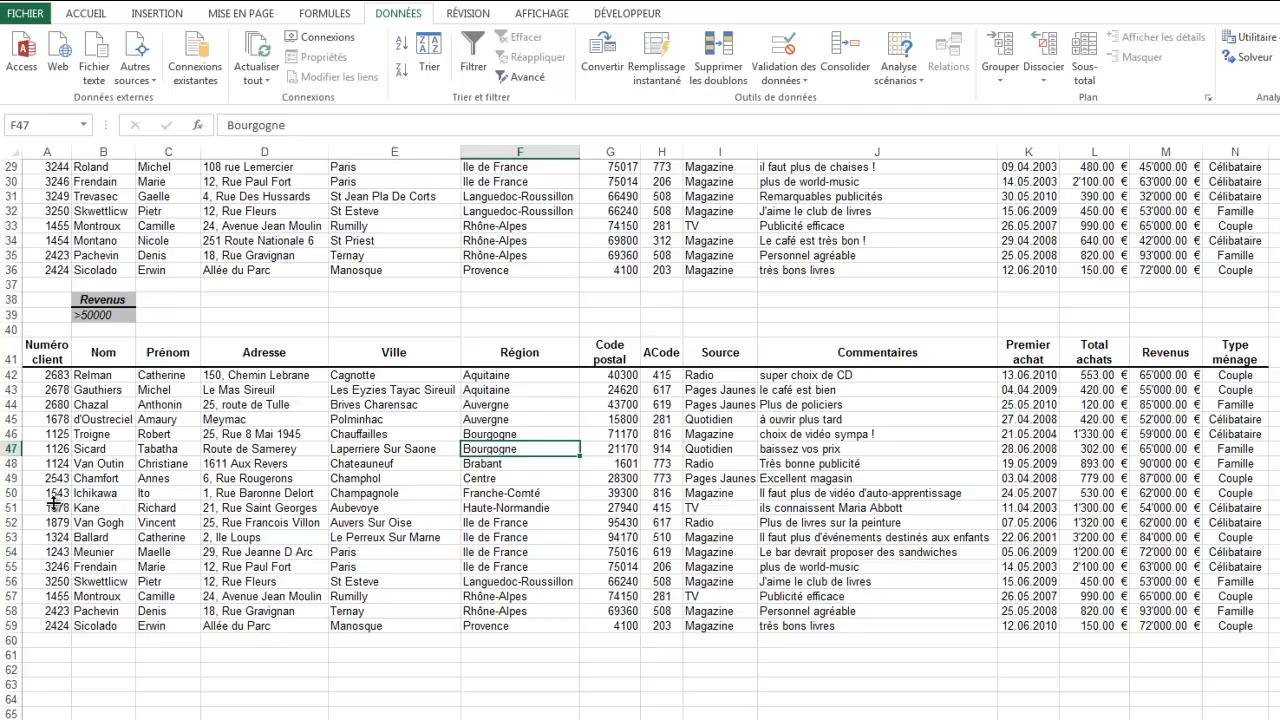 FICHIER ACCUEIL INSERTION MISE EN PAGE FORMULES DONNÉES RÉVISION AFFICHAGE DÉVELOPPEUR
Access Web Fichier texte Autres sources Connexions existantes Actualiser tout Connexions Propriétés Modifier les liens Trier Filtrer Effacer Réappliquer Avancé Convertir Remplissage instantané Supprimer les doublons Validation des données Consolider Analyse scénarios Relations Grouper Dissocier Sous-total Afficher les détails Masquer Utilitaire Solveur
Données externes Connexions Trier et filtrer Outils de données Plan Analy
F47 fx Bourgogne
A B C D E F G H I J K L M N
29 3244 Roland Michel 108 rue Lemercier Paris Ile de France 75017 773 Magazine il faut plus de chaises ! 09.04.2003 480.00 € 45'000.00 € Célibataire
30 3246 Frendain Marie 12, Rue Paul Fort Paris Ile de France 75014 206 Magazine plus de world-music 14.05.2003 2'100.00 € 63'000.00 € Célibataire
31 3249 Trevasec Gaelle 4, Rue Des Hussards St Jean Pla De Corts Languedoc-Roussillon 66490 508 Magazine Remarquables publicités 30.05.2010 390.00 € 32'000.00 € Célibataire
32 3250 Skwettlicw Pietr 12, Rue Fleurs St Esteve Languedoc-Roussillon 66240 508 Magazine J'aime le club de livres 15.06.2009 450.00 € 53'000.00 € Famille
33 1455 Montroux Camille 24, Avenue Jean Moulin Rumilly Rhône-Alpes 74150 281 TV Publicité efficace 26.05.2007 990.00 € 65'000.00 € Couple
34 1454 Montano Nicole 251 Route Nationale 6 St Priest Rhône-Alpes 69800 312 Magazine Le café est très bon ! 29.04.2008 640.00 € 42'000.00 € Célibataire
35 2423 Pachevin Denis 18, Rue Gravignan Ternay Rhône-Alpes 69360 508 Magazine Personnel agréable 25.05.2008 820.00 € 93'000.00 € Famille
36 2424 Sicolado Erwin Allée du Parc Manosque Provence 4100 203 Magazine très bons livres 12.06.2010 150.00 € 72'000.00 € Couple
37
38 Revenus
39 >50000
40
41 Numéro client Nom Prénom Adresse Ville Région Code postal ACode Source Commentaires Premier achat Total achats Revenus Type ménage
42 2683 Relman Catherine 150, Chemin Lebrane Cagnotte Aquitaine 40300 415 Radio super choix de CD 13.06.2010 553.00 € 65'000.00 € Couple
43 2678 Gauthiers Michel Le Mas Sireuil Les Eyzies Tayac Sireuil Aquitaine 24620 617 Pages Jaunes le café est bien 04.04.2009 420.00 € 55'000.00 € Couple
44 2680 Chazal Anthonin 25, route de Tulle Brives Charensac Auvergne 43700 619 Pages Jaunes Plus de policiers 25.05.2010 120.00 € 85'000.00 € Famille
45 1678 d'Oustreciel Amaury Meymac Polminhac Auvergne 15800 281 Quotidien à ouvrir plus tard 27.04.2008 420.00 € 52'000.00 € Célibataire
46 1125 Troigne Robert 25, Rue 8 Mai 1945 Chauffailles Bourgogne 71170 816 Magazine choix de vidéo sympa ! 21.05.2004 1'330.00 € 59'000.00 € Célibataire
47 1126 Sicard Tabatha Route de Samerey Laperriere Sur Saone Bourgogne 21170 914 Quotidien baissez vos prix 28.06.2008 302.00 € 65'000.00 € Famille
48 1124 Van Outin Christiane 1611 Aux Revers Chateauneuf Brabant 1601 773 Radio Très bonne publicité 19.05.2009 893.00 € 90'000.00 € Famille
49 2543 Chamfort Annes 6, Rue Rougerons Champhol Centre 28300 773 Pages Jaunes Excellent magasin 03.04.2008 779.00 € 87'000.00 € Couple
50 1543 Ichikawa Ito 1, Rue Baronne Delort Champagnole Franche-Comté 39300 816 Magazine Il faut plus de vidéo d'auto-apprentissage 24.05.2007 530.00 € 62'000.00 € Couple
51 Kane Richard 21, Rue Saint Georges Aubevoye Haute-Normandie 27940 415 TV ils connaissent Maria Abbott 11.04.2003 1'300.00 € 54'000.00 € Couple
52 1879 Van Gogh Vincent 25, Rue Francois Villon Auvers Sur Oise Ile de France 95430 617 Radio Plus de livres sur la peinture 07.05.2006 1'320.00 € 62'000.00 € Célibataire
53 1324 Ballard Catherine 2, Ile Loups Le Perreux Sur Marne Ile de France 94170 510 Magazine Il faut plus d'événements destinés aux enfants 22.06.2001 3'200.00 € 84'000.00 € Couple
54 1243 Meunier Maelle 29, Rue Jeanne D Arc Paris Ile de France 75016 619 Magazine Le bar devrait proposer des sandwiches 05.06.2009 1'200.00 € 72'000.00 € Célibataire
55 3246 Frendain Marie 12, Rue Paul Fort Paris Ile de France 75014 206 Magazine plus de world-music 14.05.2003 2'100.00 € 63'000.00 € Célibataire
56 3250 Skwettlicw Pietr 12, Rue Fleurs St Esteve Languedoc-Roussillon 66240 508 Magazine J'aime le club de livres 15.06.2009 450.00 € 53'000.00 € Famille
57 1455 Montroux Camille 24, Avenue Jean Moulin Rumilly Rhône-Alpes 74150 281 TV Publicité efficace 26.05.2007 990.00 € 65'000.00 € Couple
58 2423 Pachevin Denis 18, Rue Gravignan Ternay Rhône-Alpes 69360 508 Magazine Personnel agréable 25.05.2008 820.00 € 93'000.00 € Famille
59 2424 Sicolado Erwin Allée du Parc Manosque Provence 4100 203 Magazine très bons livres 12.06.2010 150.00 € 72'000.00 € Couple
60
61
62
63
64
65